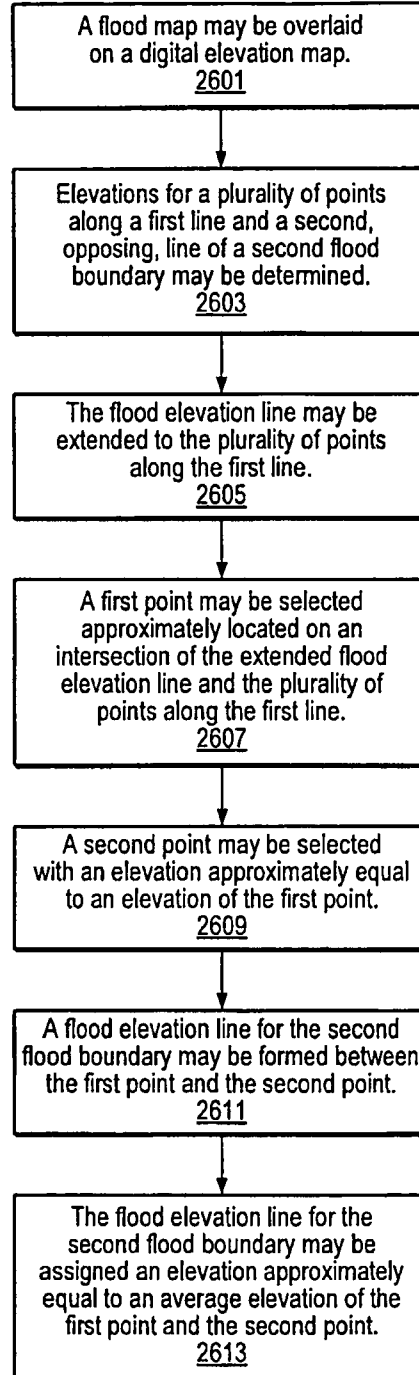 A flood map may be overlaid
on a digital elevation map.
2601
Elevations for a plurality of points
along a first line and a second,
opposing, line of a second flood
boundary may be determined.
2603
The flood elevation line may be
extended to the plurality of points
along the first line.
2605
A first point may be selected
approximately located on an
intersection of the extended flood
elevation line and the plurality of
points along the first line.
2607
A second point may be selected
with an elevation approximately equal
to an elevation of the first point.
2609
A flood elevation line for the second
flood boundary may be formed between
the first point and the second point.
2611
The flood elevation line for the
second flood boundary may be
assigned an elevation approximately
equal to an average elevation of the
first point and the second point.
2613